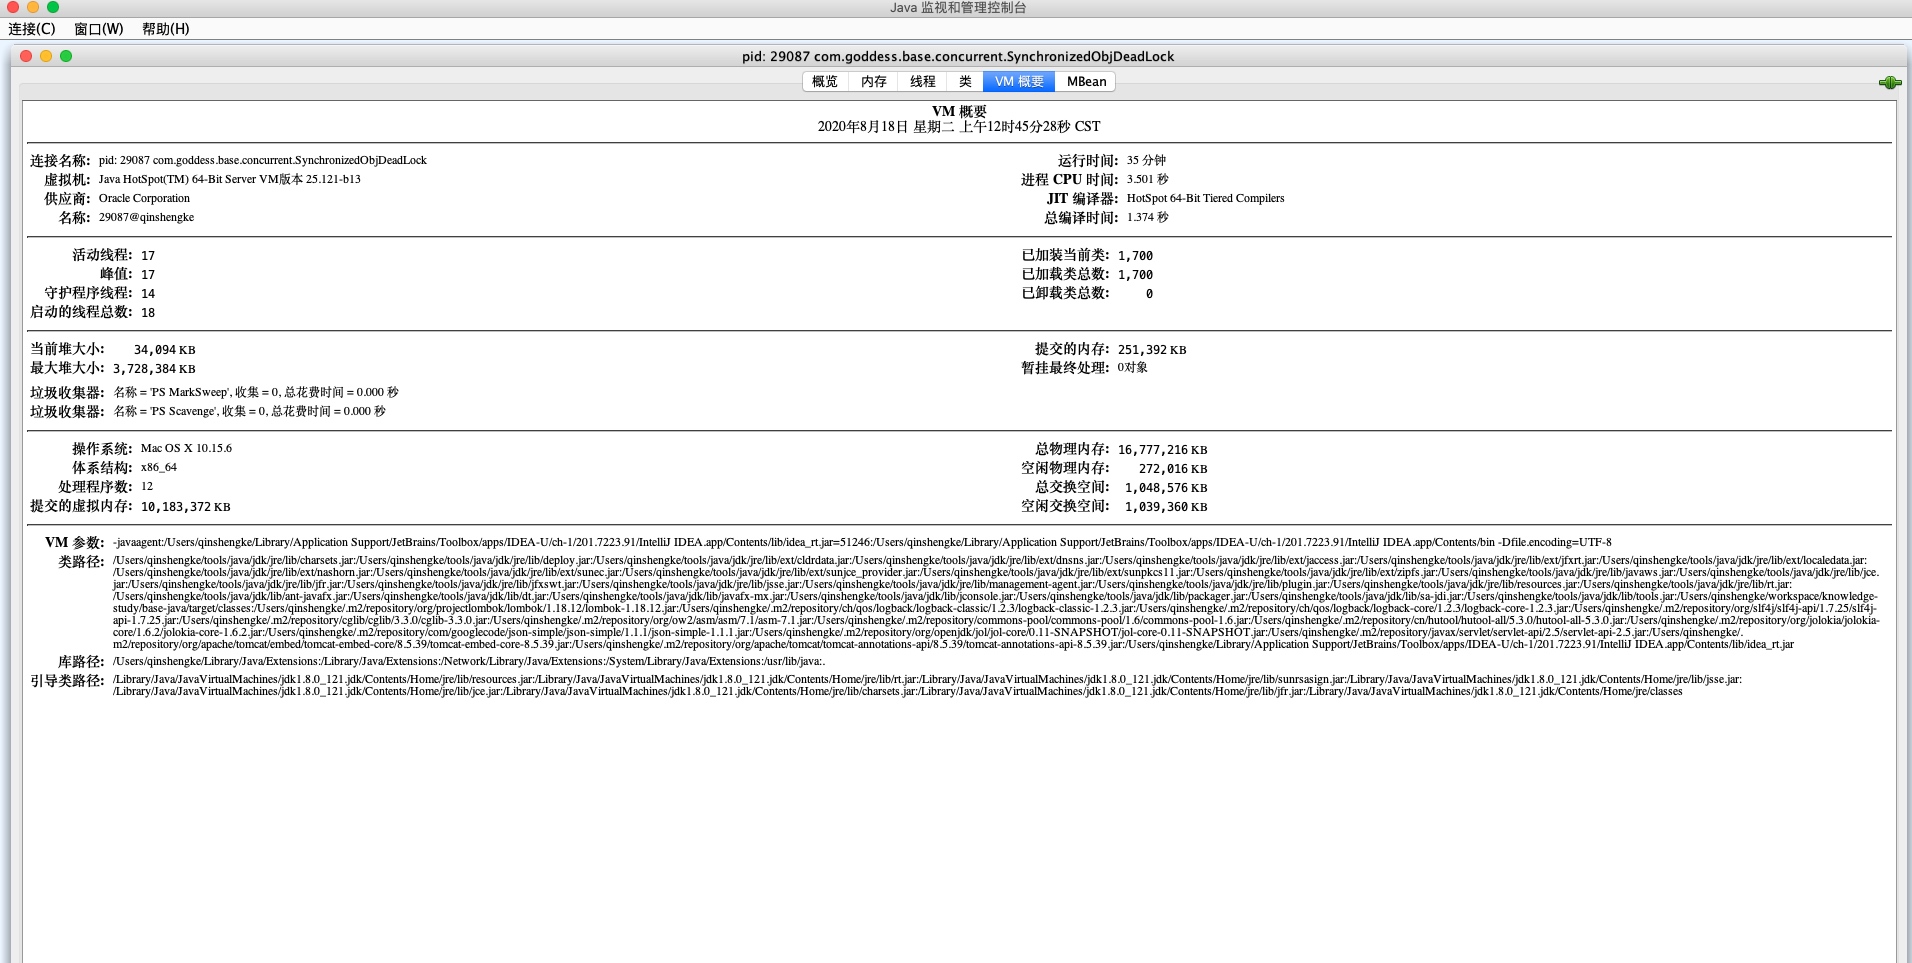 Java 监视和管理控制台
连接(C) 窗口(W) 帮助(H)
pid: 29087 com.goddess.base.concurrent.SynchronizedObjDeadLock
概览 内存 线程 类 VM 概要 MBean
VM 概要
2020年8月18日 星期二 上午12时45分28秒 CST
连接名称: pid: 29087 com.goddess.base.concurrent.SynchronizedObjDeadLock
虚拟机: Java HotSpot(TM) 64-Bit Server VM版本 25.121-b13
供应商: Oracle Corporation
名称: 29087@qinshengke
运行时间: 35 分钟
进程 CPU 时间: 3.501 秒
JIT 编译器: HotSpot 64-Bit Tiered Compilers
总编译时间: 1.374 秒
活动线程: 17
峰值: 17
守护程序线程: 14
启动的线程总数: 18
已加装当前类: 1,700
已加载类总数: 1,700
已卸载类总数: 0
当前堆大小: 34,094 KB
最大堆大小: 3,728,384 KB
提交的内存: 251,392 KB
暂挂最终处理: 0对象
垃圾收集器: 名称 = 'PS MarkSweep', 收集 = 0, 总花费时间 = 0.000 秒
垃圾收集器: 名称 = 'PS Scavenge', 收集 = 0, 总花费时间 = 0.000 秒
操作系统: Mac OS X 10.15.6
体系结构: x86_64
处理程序数: 12
提交的虚拟内存: 10,183,372 KB
总物理内存: 16,777,216 KB
空闲物理内存: 272,016 KB
总交换空间: 1,048,576 KB
空闲交换空间: 1,039,360 KB
VM 参数: -javaagent:/Users/qinshengke/Library/Application Support/JetBrains/Toolbox/apps/IDEA-U/ch-1/201.7223.91/IntelliJ IDEA.app/Contents/lib/idea_rt.jar=51246:/Users/qinshengke/Library/Application Support/JetBrains/Toolbox/apps/IDEA-U/ch-1/201.7223.91/IntelliJ IDEA.app/Contents/bin -Dfile.encoding=UTF-8
类路径: /Users/qinshengke/tools/java/jdk/jre/lib/charsets.jar:/Users/qinshengke/tools/java/jdk/jre/lib/deploy.jar:/Users/qinshengke/tools/java/jdk/jre/lib/ext/cldrdata.jar:/Users/qinshengke/tools/java/jdk/jre/lib/ext/dnsns.jar:/Users/qinshengke/tools/java/jdk/jre/lib/ext/jaccess.jar:/Users/qinshengke/tools/java/jdk/jre/lib/ext/jfxrt.jar:/Users/qinshengke/tools/java/jdk/jre/lib/ext/localedata.jar:
/Users/qinshengke/tools/java/jdk/jre/lib/ext/nashorn.jar:/Users/qinshengke/tools/java/jdk/jre/lib/ext/sunec.jar:/Users/qinshengke/tools/java/jdk/jre/lib/ext/sunjce_provider.jar:/Users/qinshengke/tools/java/jdk/jre/lib/ext/sunpkcs11.jar:/Users/qinshengke/tools/java/jdk/jre/lib/ext/zipfs.jar:/Users/qinshengke/tools/java/jdk/jre/lib/javaws.jar:/Users/qinshengke/tools/java/jdk/jre/lib/jce.
jar:/Users/qinshengke/tools/java/jdk/jre/lib/jfr.jar:/Users/qinshengke/tools/java/jdk/jre/lib/jfxswt.jar:/Users/qinshengke/tools/java/jdk/jre/lib/jsse.jar:/Users/qinshengke/tools/java/jdk/jre/lib/management-agent.jar:/Users/qinshengke/tools/java/jdk/jre/lib/plugin.jar:/Users/qinshengke/tools/java/jdk/jre/lib/resources.jar:/Users/qinshengke/tools/java/jdk/jre/lib/rt.jar:
/Users/qinshengke/tools/java/jdk/lib/ant-javafx.jar:/Users/qinshengke/tools/java/jdk/lib/dt.jar:/Users/qinshengke/tools/java/jdk/lib/javafx-mx.jar:/Users/qinshengke/tools/java/jdk/lib/jconsole.jar:/Users/qinshengke/tools/java/jdk/lib/packager.jar:/Users/qinshengke/tools/java/jdk/lib/sa-jdi.jar:/Users/qinshengke/tools/java/jdk/lib/tools.jar:/Users/qinshengke/workspace/knowledge-
study/base-java/target/classes:/Users/qinshengke/.m2/repository/org/projectlombok/lombok/1.18.12/lombok-1.18.12.jar:/Users/qinshengke/.m2/repository/ch/qos/logback/logback-classic/1.2.3/logback-classic-1.2.3.jar:/Users/qinshengke/.m2/repository/ch/qos/logback/logback-core/1.2.3/logback-core-1.2.3.jar:/Users/qinshengke/.m2/repository/org/slf4j/slf4j-api/1.7.25/slf4j-
api-1.7.25.jar:/Users/qinshengke/.m2/repository/cglib/cglib/3.3.0/cglib-3.3.0.jar:/Users/qinshengke/.m2/repository/org/ow2/asm/asm/7.1/asm-7.1.jar:/Users/qinshengke/.m2/repository/commons-pool/commons-pool/1.6/commons-pool-1.6.jar:/Users/qinshengke/.m2/repository/cn/hutool/hutool-all/5.3.0/hutool-all-5.3.0.jar:/Users/qinshengke/.m2/repository/org/jolokia/jolokia-
core/1.6.2/jolokia-core-1.6.2.jar:/Users/qinshengke/.m2/repository/com/googlecode/json-simple/json-simple/1.1.1/json-simple-1.1.1.jar:/Users/qinshengke/.m2/repository/org/openjdk/jol/jol-core/0.11-SNAPSHOT/jol-core-0.11-SNAPSHOT.jar:/Users/qinshengke/.m2/repository/javax/servlet/servlet-api/2.5/servlet-api-2.5.jar:/Users/qinshengke/.
m2/repository/org/apache/tomcat/embed/tomcat-embed-core/8.5.39/tomcat-embed-core-8.5.39.jar:/Users/qinshengke/.m2/repository/org/apache/tomcat/tomcat-annotations-api/8.5.39/tomcat-annotations-api-8.5.39.jar:/Users/qinshengke/Library/Application Support/JetBrains/Toolbox/apps/IDEA-U/ch-1/201.7223.91/IntelliJ IDEA.app/Contents/lib/idea_rt.jar
库路径: /Users/qinshengke/Library/Java/Extensions:/Library/Java/Extensions:/Network/Library/Java/Extensions:/System/Library/Java/Extensions:/usr/lib/java:.
引导类路径: /Library/Java/JavaVirtualMachines/jdk1.8.0_121.jdk/Contents/Home/jre/lib/resources.jar:/Library/Java/JavaVirtualMachines/jdk1.8.0_121.jdk/Contents/Home/jre/lib/rt.jar:/Library/Java/JavaVirtualMachines/jdk1.8.0_121.jdk/Contents/Home/jre/lib/sunrsasign.jar:/Library/Java/JavaVirtualMachines/jdk1.8.0_121.jdk/Contents/Home/jre/lib/jsse.jar:
/Library/Java/JavaVirtualMachines/jdk1.8.0_121.jdk/Contents/Home/jre/lib/jce.jar:/Library/Java/JavaVirtualMachines/jdk1.8.0_121.jdk/Contents/Home/jre/lib/charsets.jar:/Library/Java/JavaVirtualMachines/jdk1.8.0_121.jdk/Contents/Home/jre/lib/jfr.jar:/Library/Java/JavaVirtualMachines/jdk1.8.0_121.jdk/Contents/Home/jre/classes